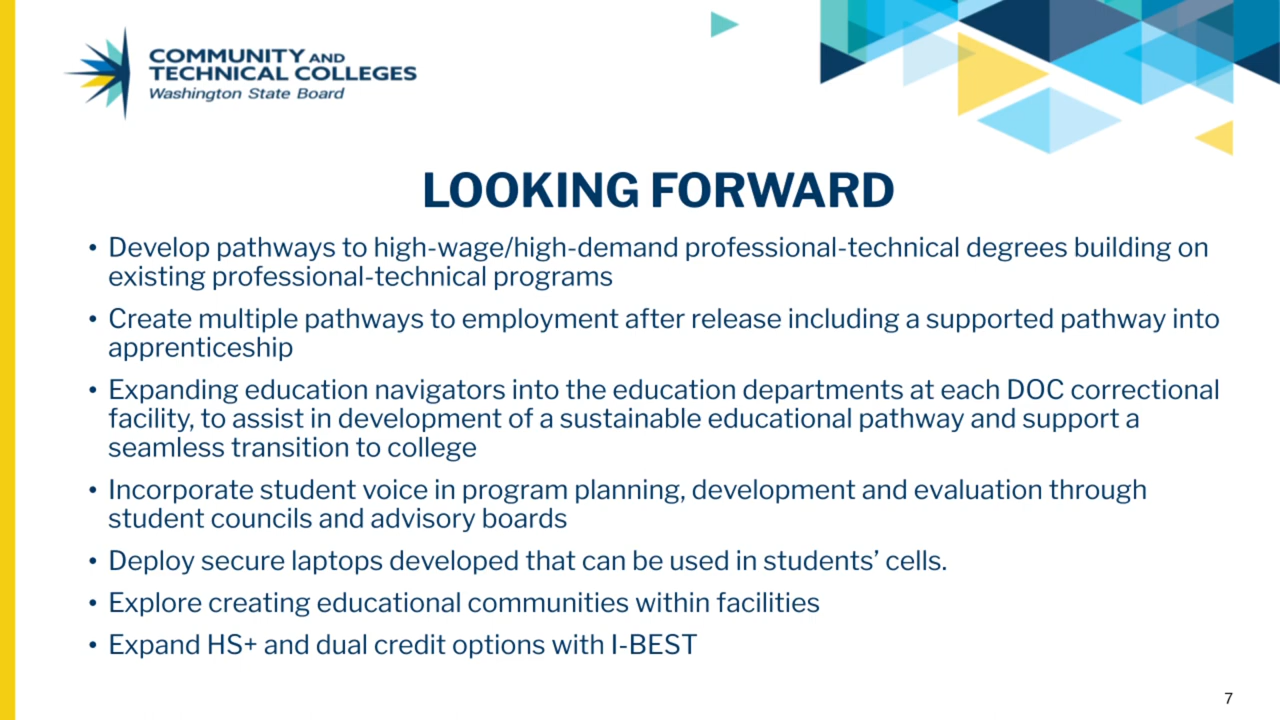 COMMUNITY AND
TECHNICAL COLLEGES
Washington State Board
LOOKING FORWARD
• Develop pathways to high-wage/high-demand professional-technical degrees building on
existing professional-technical programs
• Create multiple pathways to employment after release including a supported pathway into
apprenticeship
• Expanding education navigators into the education departments at each DOC correctional
facility, to assist in development of a sustainable educational pathway and support a
seamless transition to college
• Incorporate student voice in program planning, development and evaluation through
student councils and advisory boards
• Deploy secure laptops developed that can be used in students’ cells.
• Explore creating educational communities within facilities
• Expand HS+ and dual credit options with I-BEST
7